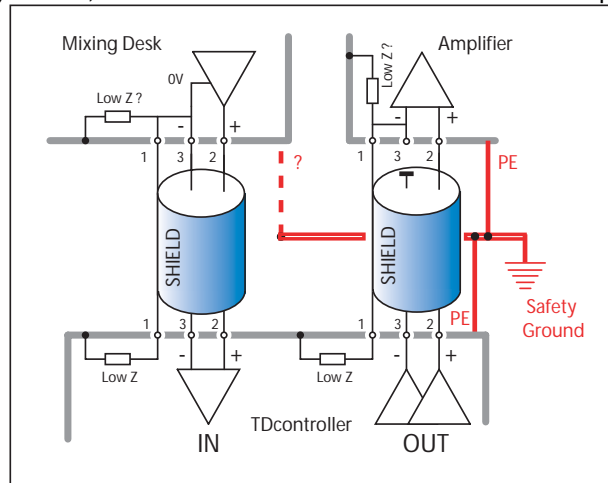 Mixing Desk
Amplifier
0V
Low Z ?
Low Z ?
- +
- +
1 3 2
1 3 2
?
PE
SHIELD
SHIELD
Safety
Ground
PE
1 3 2
1 3 2
- +
- +
Low Z
Low Z
TDcontroller
IN
OUT